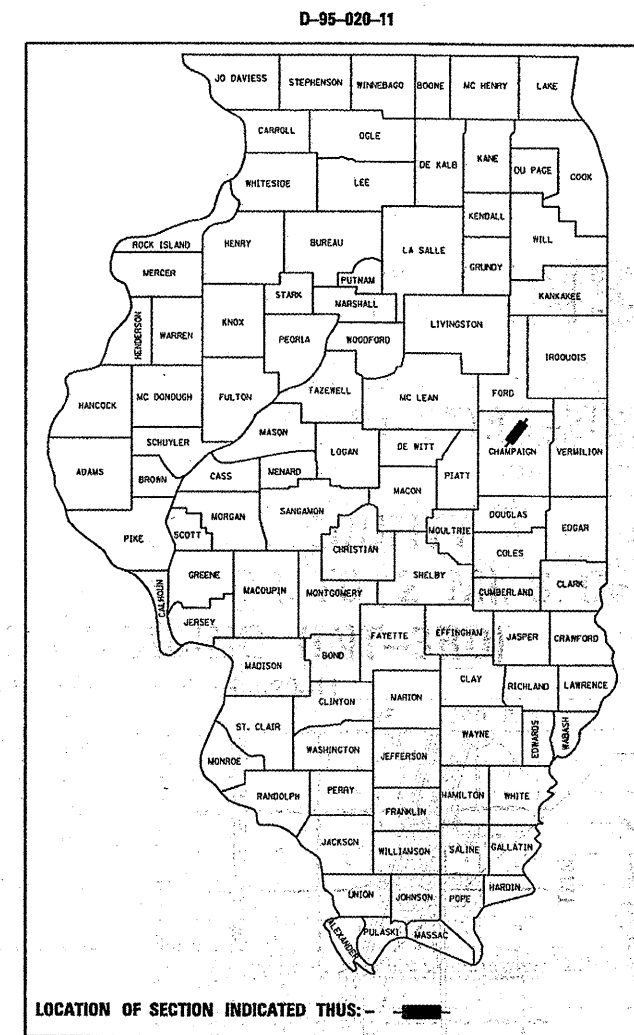 D-95-020-11
JO DAVIESS STEPHENSON WINNEBAGO BOONE MC HENRY LAKE
CARROLL OGLE DE KALB KANE DU PAGE COOK
WHITESIDE LEE KENDALL WILL
ROCK ISLAND HENRY BUREAU LA SALLE GRUNDY
MERCER PUTNAM KANKAKEE
STARK MARSHALL
HENDERSON WARREN KNOX PEORIA WOODFORD LIVINGSTON IROQUOIS
HANCOCK MC DONOUGH FULTON TAZEWELL MC LEAN FORD
SCHUYLER MASON LOGAN DE WITT CHAMPAIGN VERMILION
ADAMS BROWN CASS MENARD MACON PIATT
PIKE SCOTT MORGAN SANGAMON MOULTRIE DOUGLAS EDGAR
CHRISTIAN COLES
CALHOUN GREENE MACOUPIN MONTGOMERY SHELBY CUMBERLAND CLARK
JERSEY FAYETTE EFFINGHAM JASPER CRAWFORD
MADISON BOND CLAY RICHLAND LAWRENCE
CLINTON MARION
ST. CLAIR WASHINGTON JEFFERSON WAYNE EDWARDS WABASH
MONROE
RANDOLPH PERRY FRANKLIN HAMILTON WHITE
JACKSON WILLIAMSON SALINE GALLATIN
UNION JOHNSON POPE HARDIN
ALEXANDER PULASKI MASSAC
LOCATION OF SECTION INDICATED THUS: -